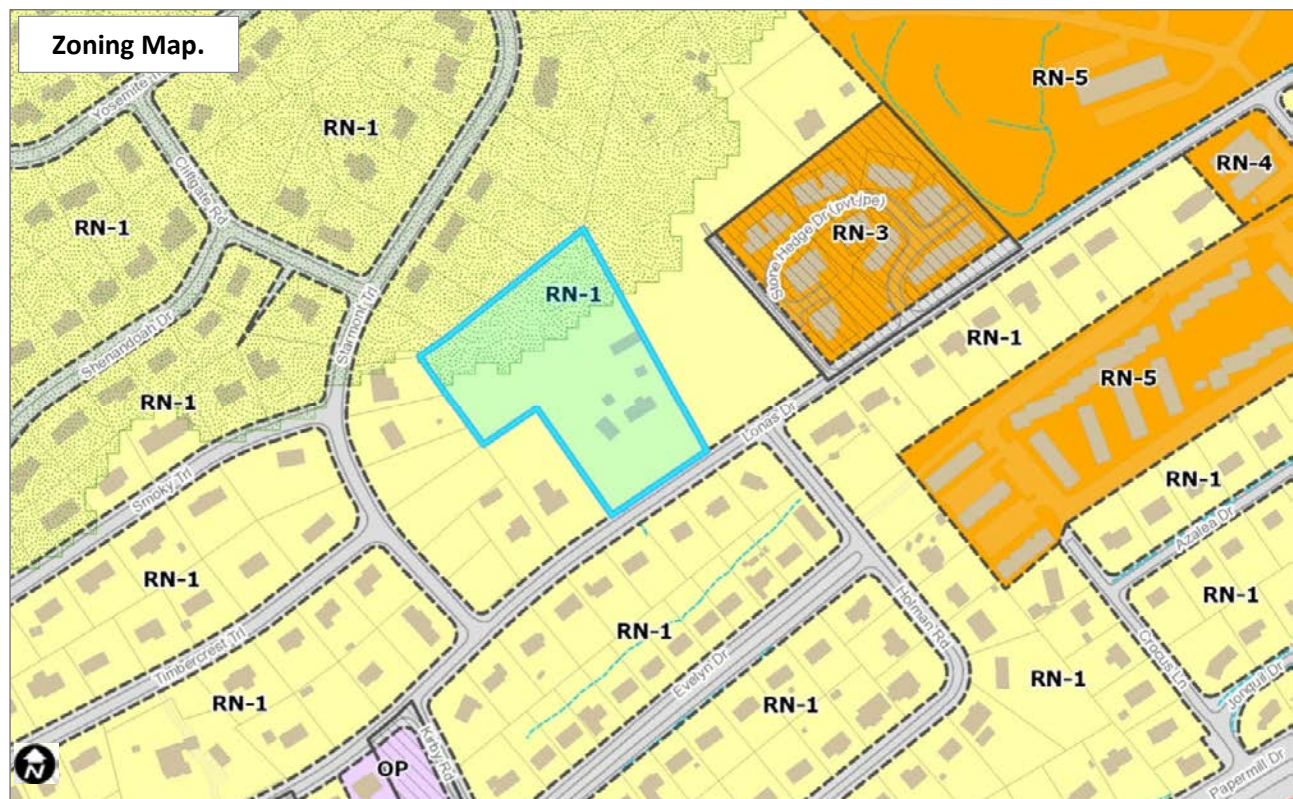 Zoning Map.
RN-5
Yosemite
RN-1
RN-4
Cliffgate Rd
RN-1
Stone Hedge Dr (pvt./pe)
RN-3
RN-1
Starmont Trl
RN-1
Shenandoah Dr
RN-5
RN-1
Lonas Dr
RN-1
Smoky Trl
Azalea Dr
RN-1
RN-1
Holman Rd
RN-1
Timbercrest Trl
Evelyn Dr
Crocus Ln
RN-1
RN-1
RN-1
Jonquil Dr
Kirby Rd
OP
Papermill Dr
N